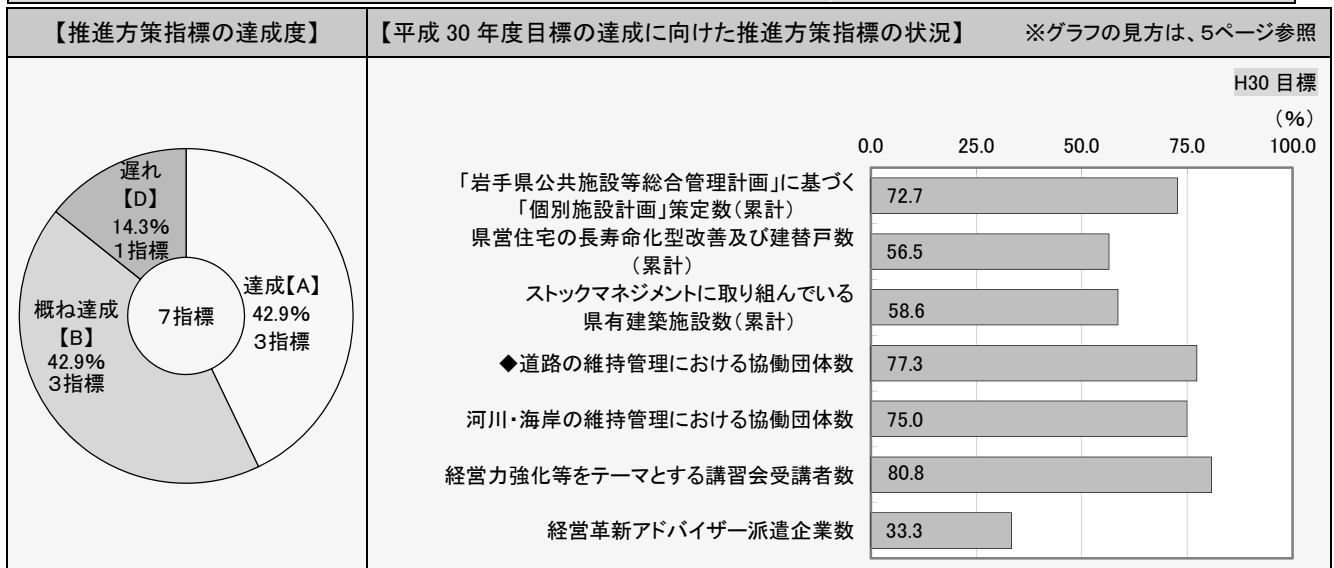 【推進方策指標の達成度】
【平成 30 年度目標の達成に向けた推進方策指標の状況】 ※グラフの見方は、5ページ参照
遅れ
【D】
14.3%
1指標
概ね達成
【B】
42.9%
3指標
7指標
達成【A】
42.9%
3指標
H30 目標
(%)
0.0 25.0 50.0 75.0 100.0
「岩手県公共施設等総合管理計画」に基づく
「個別施設計画」策定数(累計)
72.7
県営住宅の長寿命化型改善及び建替戸数
(累計)
56.5
ストックマネジメントに取り組んでいる
県有建築施設数(累計)
58.6
◆道路の維持管理における協働団体数
77.3
河川・海岸の維持管理における協働団体数
75.0
経営力強化等をテーマとする講習会受講者数
80.8
経営革新アドバイザー派遣企業数
33.3